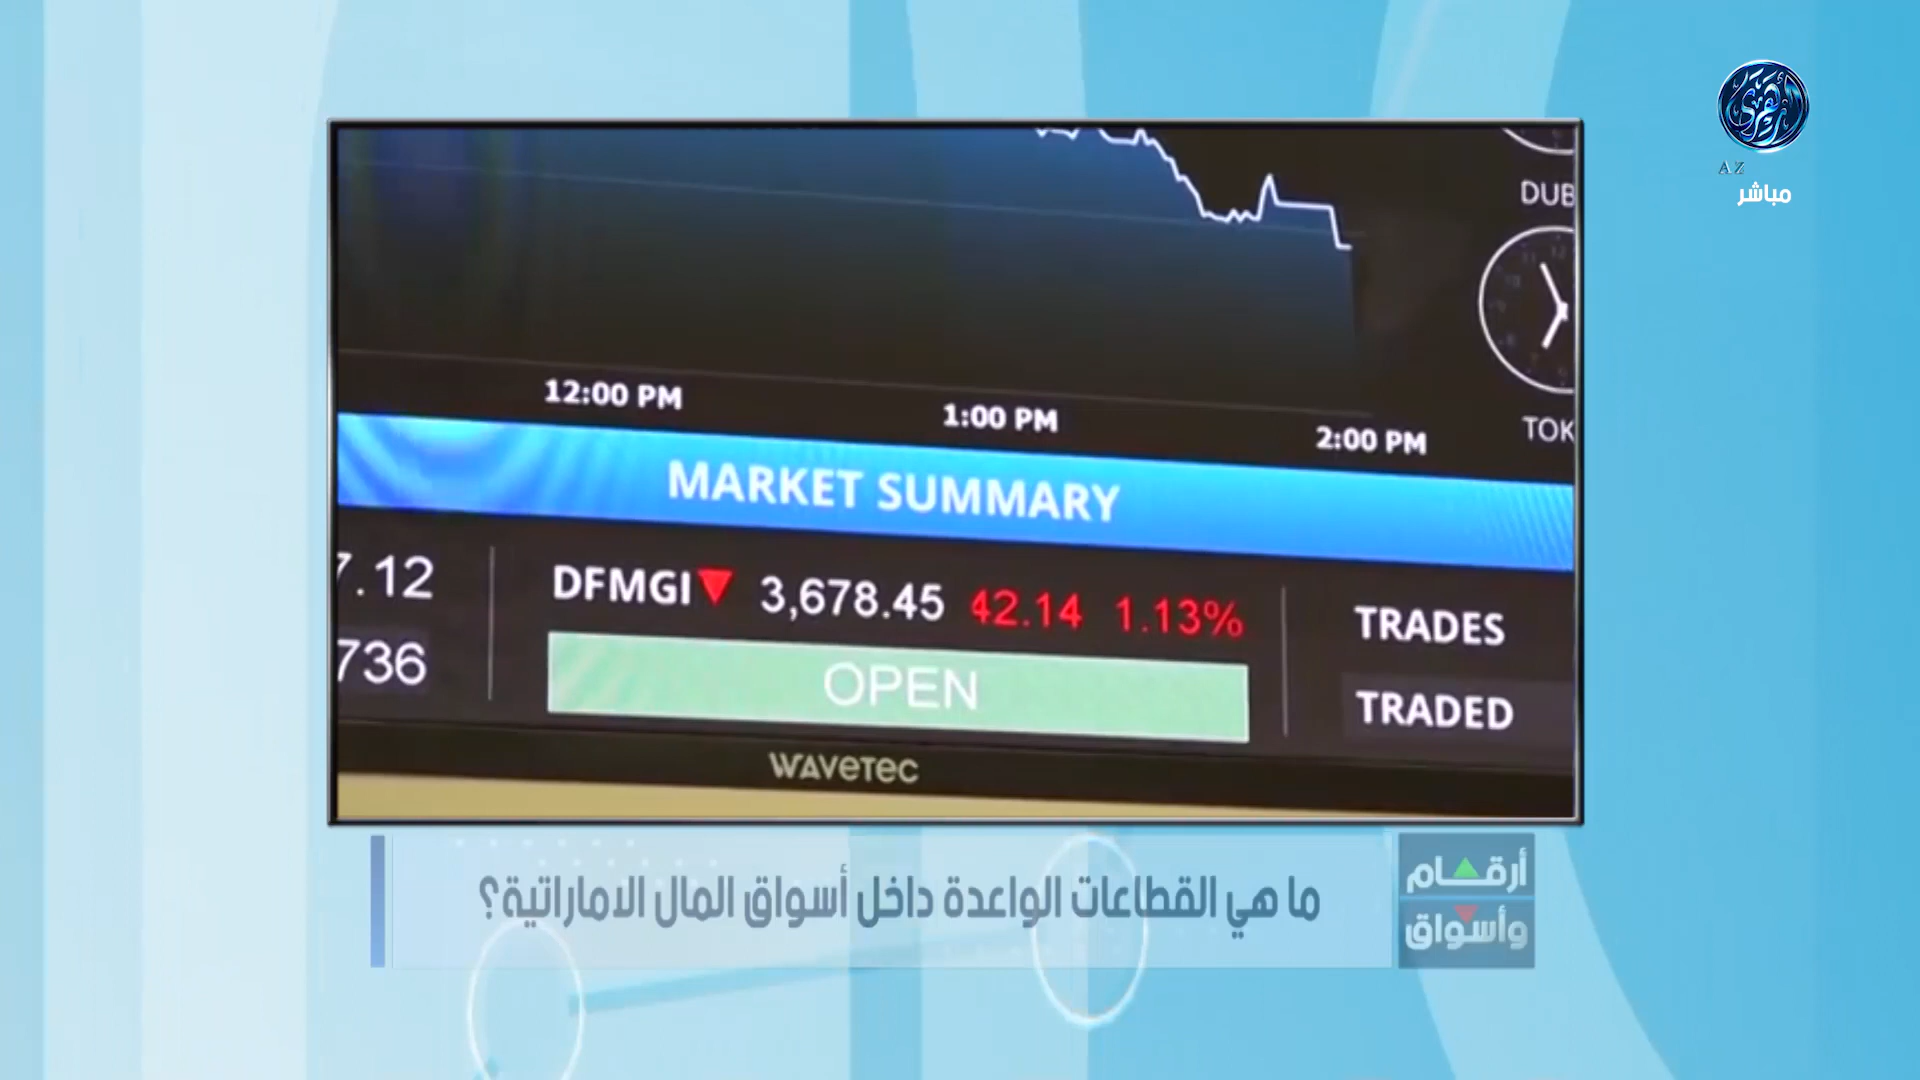 AZ
مباشر
DUB
TOK
12:00 PM
1:00 PM
2:00 PM
MARKET SUMMARY
7.12
DFMGI 3,678.45 42.14 1.13%
TRADES
736
OPEN
TRADED
WAVETEC
ما هي القطاعات الواعدة داخل أسواق المال الاماراتية؟
أرقام
وأسواق